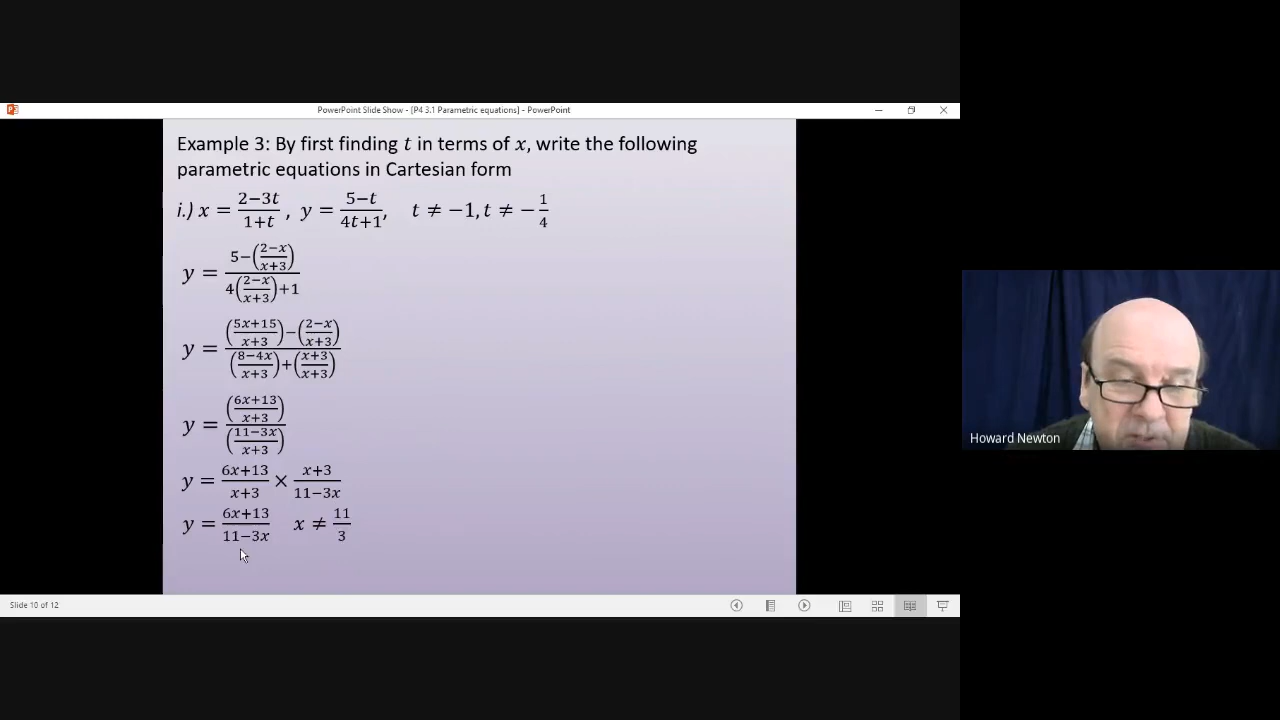 PowerPoint Slide Show - [P4 3.1 Parametric equations] - PowerPoint
Example 3: By first finding t in terms of x, write the following
parametric equations in Cartesian form
i.) x = (2−3t)/(1+t) , y = (5−t)/(4t+1), t ≠ −1, t ≠ −1/4
y = (5−((2−x)/(x+3)))/(4((2−x)/(x+3))+1)
y = (((5x+15)/(x+3))−((2−x)/(x+3)))/(((8−4x)/(x+3))+((x+3)/(x+3)))
y = ((6x+13)/(x+3))/((11−3x)/(x+3))
y = (6x+13)/(x+3) × (x+3)/(11−3x)
y = (6x+13)/(11−3x) x ≠ 11/3
Slide 10 of 12
Howard Newton